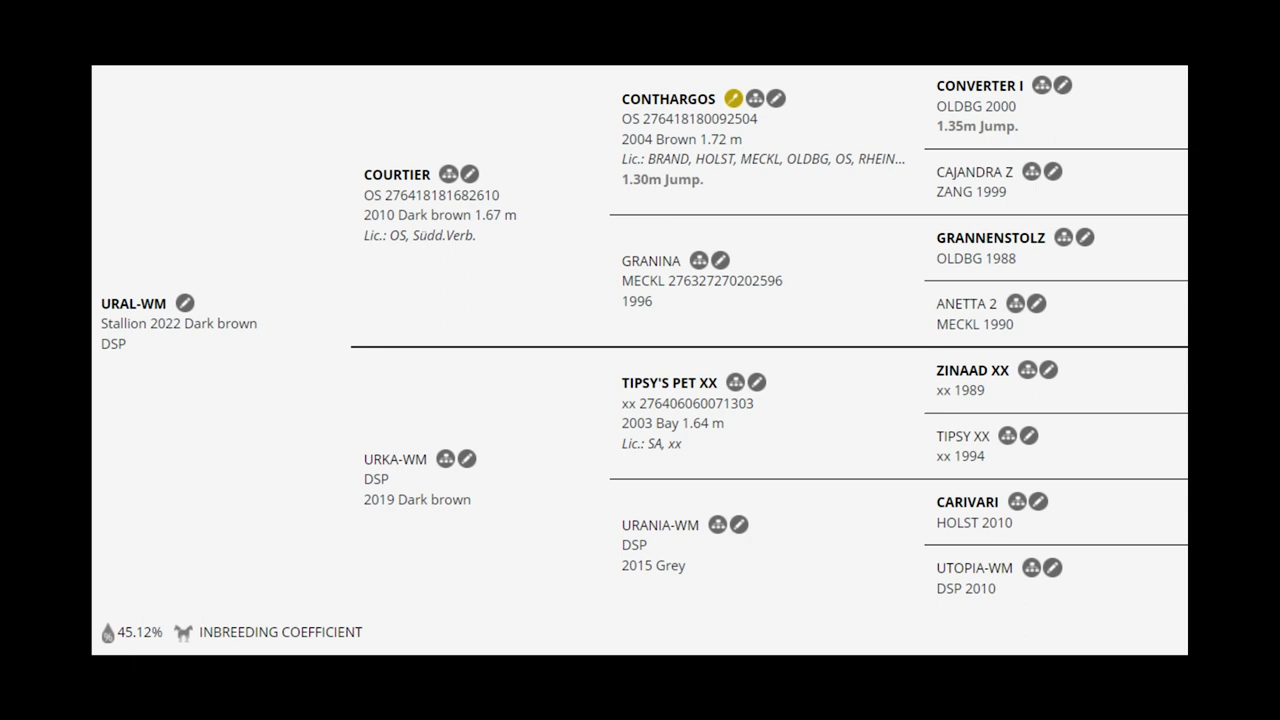 URAL-WM
Stallion 2022 Dark brown
DSP
COURTIER
OS 276418181682610
2010 Dark brown 1.67 m
Lic.: OS, Südd.Verb.
URKA-WM
DSP
2019 Dark brown
CONTHARGOS
OS 276418180092504
2004 Brown 1.72 m
Lic.: BRAND, HOLST, MECKL, OLDBG, OS, RHEIN...
1.30m Jump.
GRANINA
MECKL 276327270202596
1996
TIPSY'S PET XX
xx 276406060071303
2003 Bay 1.64 m
Lic.: SA, xx
URANIA-WM
DSP
2015 Grey
CONVERTER I
OLDBG 2000
1.35m Jump.
CAJANDRA Z
ZANG 1999
GRANNENSTOLZ
OLDBG 1988
ANETTA 2
MECKL 1990
ZINAAD XX
xx 1989
TIPSY XX
xx 1994
CARIVARI
HOLST 2010
UTOPIA-WM
DSP 2010
% 45.12% INBREEDING COEFFICIENT